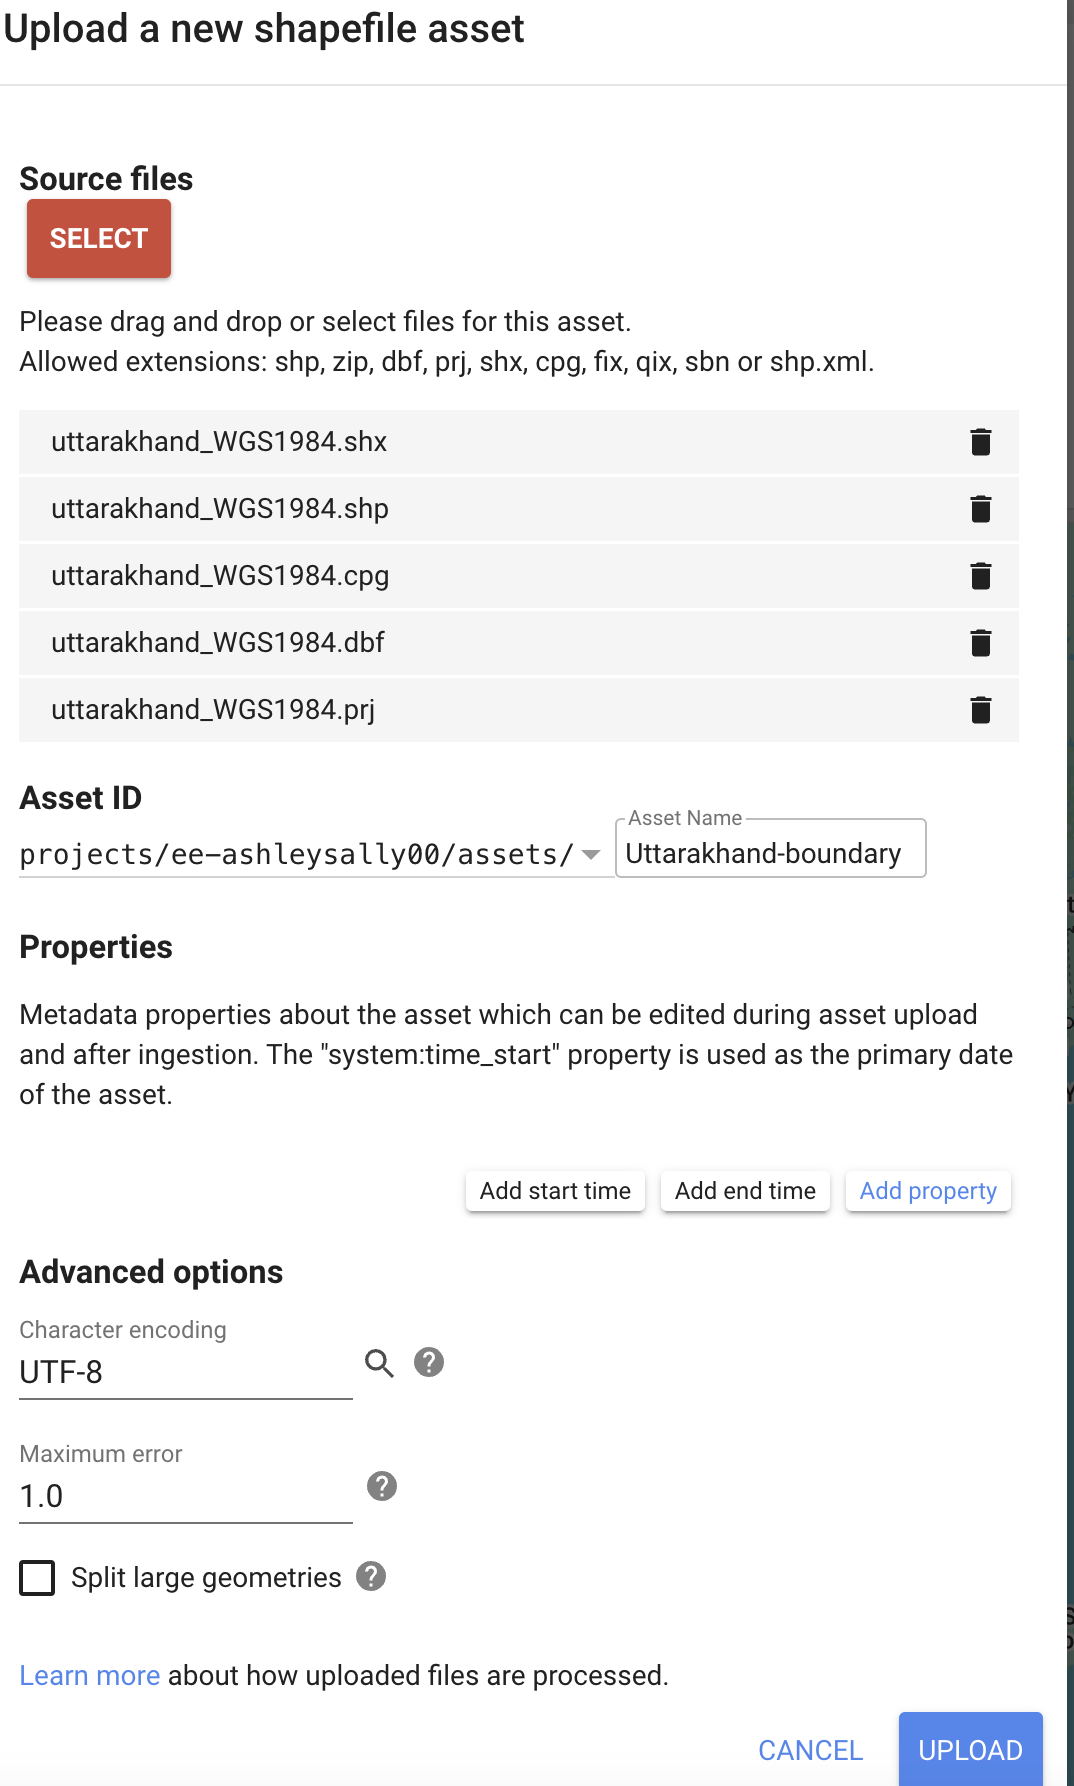 Upload a new shapefile asset
Source files
SELECT
Please drag and drop or select files for this asset.
Allowed extensions: shp, zip, dbf, prj, shx, cpg, fix, qix, sbn or shp.xml.
uttarakhand_WGS1984.shx
uttarakhand_WGS1984.shp
uttarakhand_WGS1984.cpg
uttarakhand_WGS1984.dbf
uttarakhand_WGS1984.prj
Asset ID
Asset Name
projects/ee-ashleysally00/assets/ Uttarakhand-boundary
Properties
Metadata properties about the asset which can be edited during asset upload
and after ingestion. The "system:time_start" property is used as the primary date
of the asset.
Add start time Add end time Add property
Advanced options
Character encoding
UTF-8
Maximum error
1.0
Split large geometries
Learn more about how uploaded files are processed.
CANCEL UPLOAD